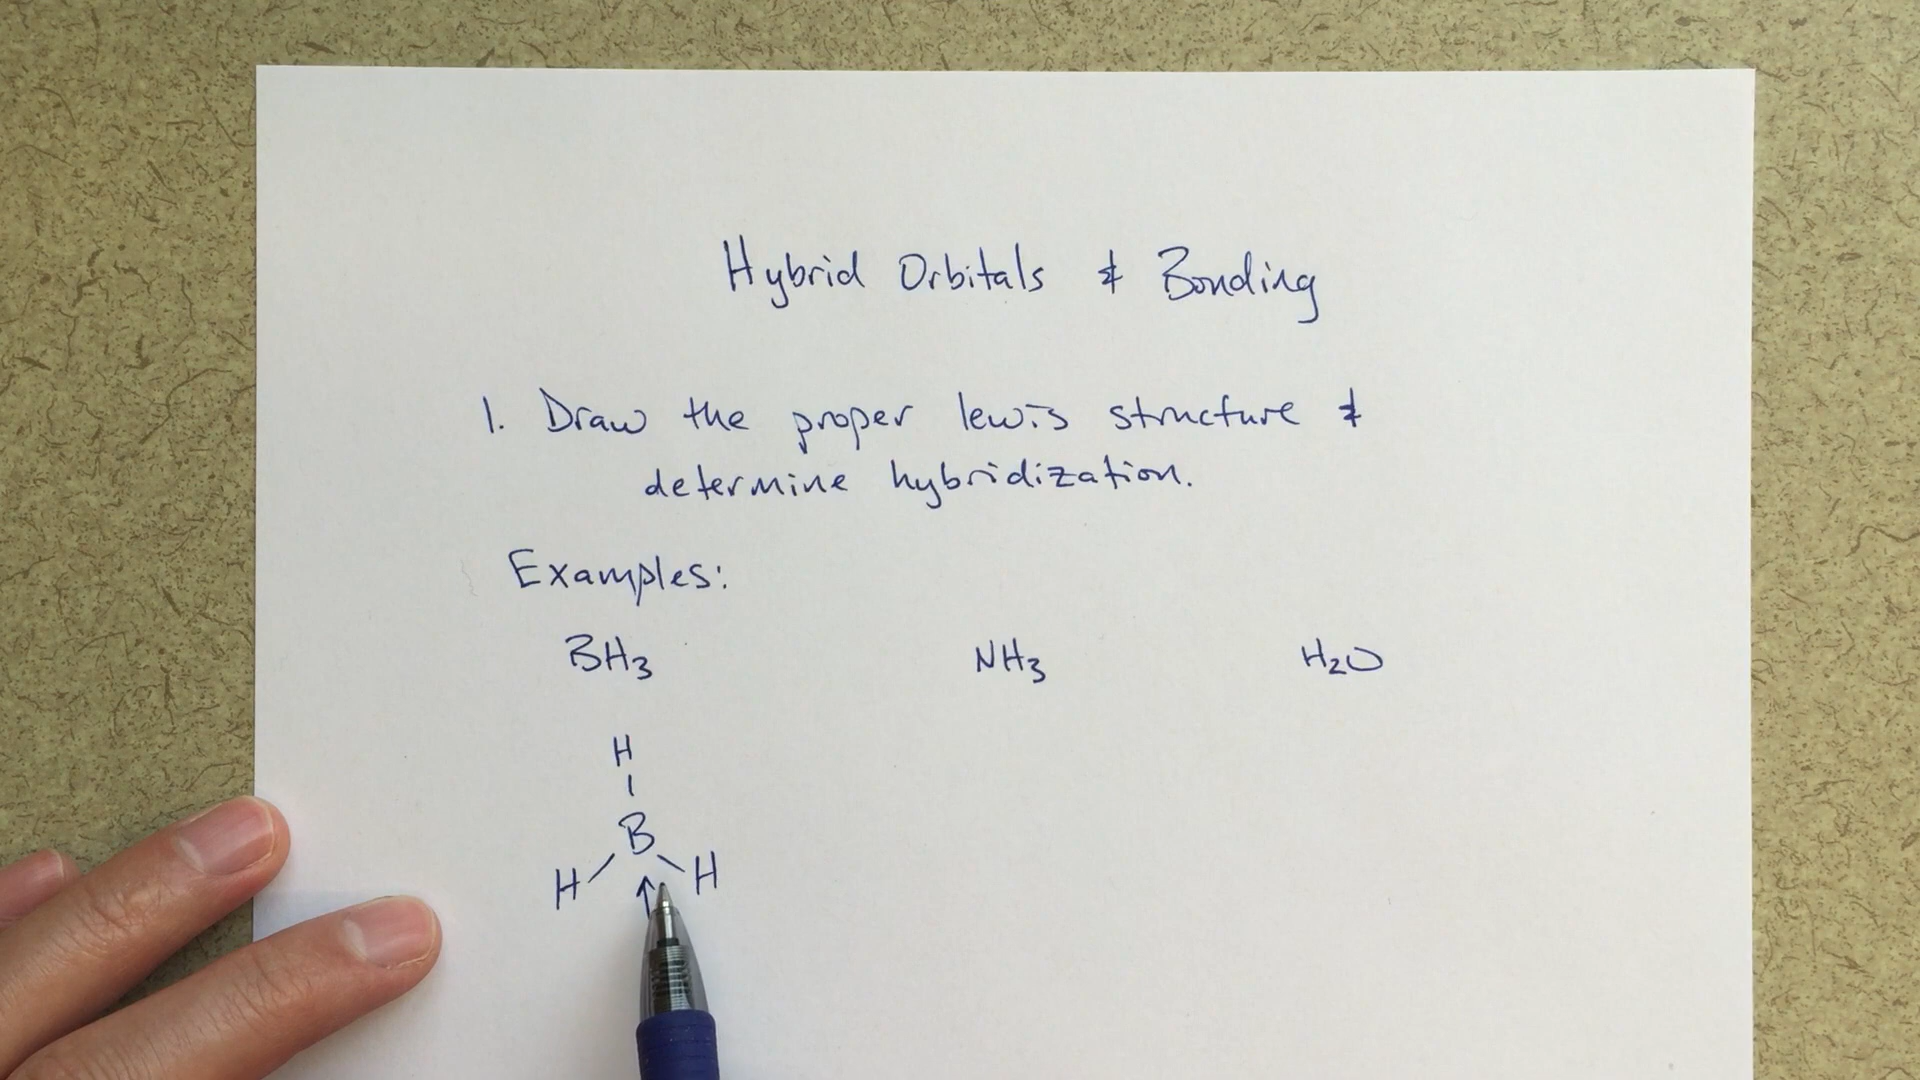 Hybrid Orbitals & Bonding
1. Draw the proper lewis structure &
determine hybridization.
Examples:
BH₃ NH₃ H₂O
H
B
H H